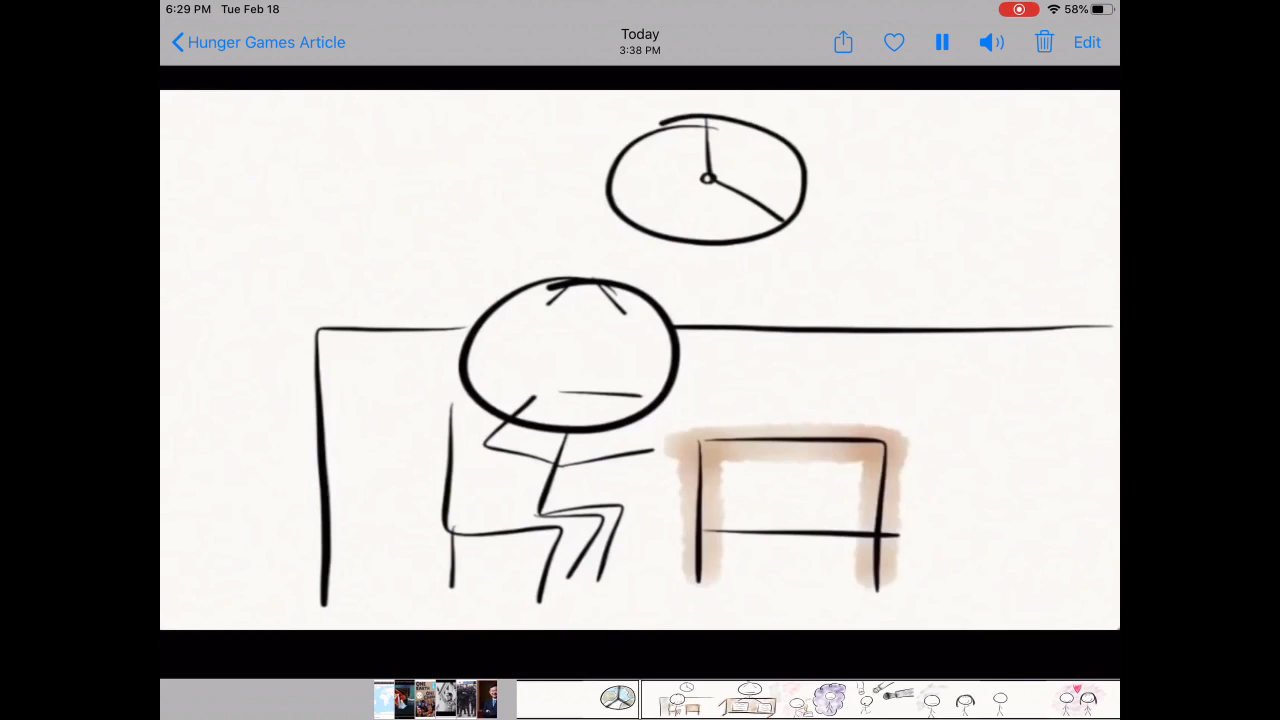 6:29 PM Tue Feb 18
58%
Hunger Games Article
Today
3:38 PM
Edit